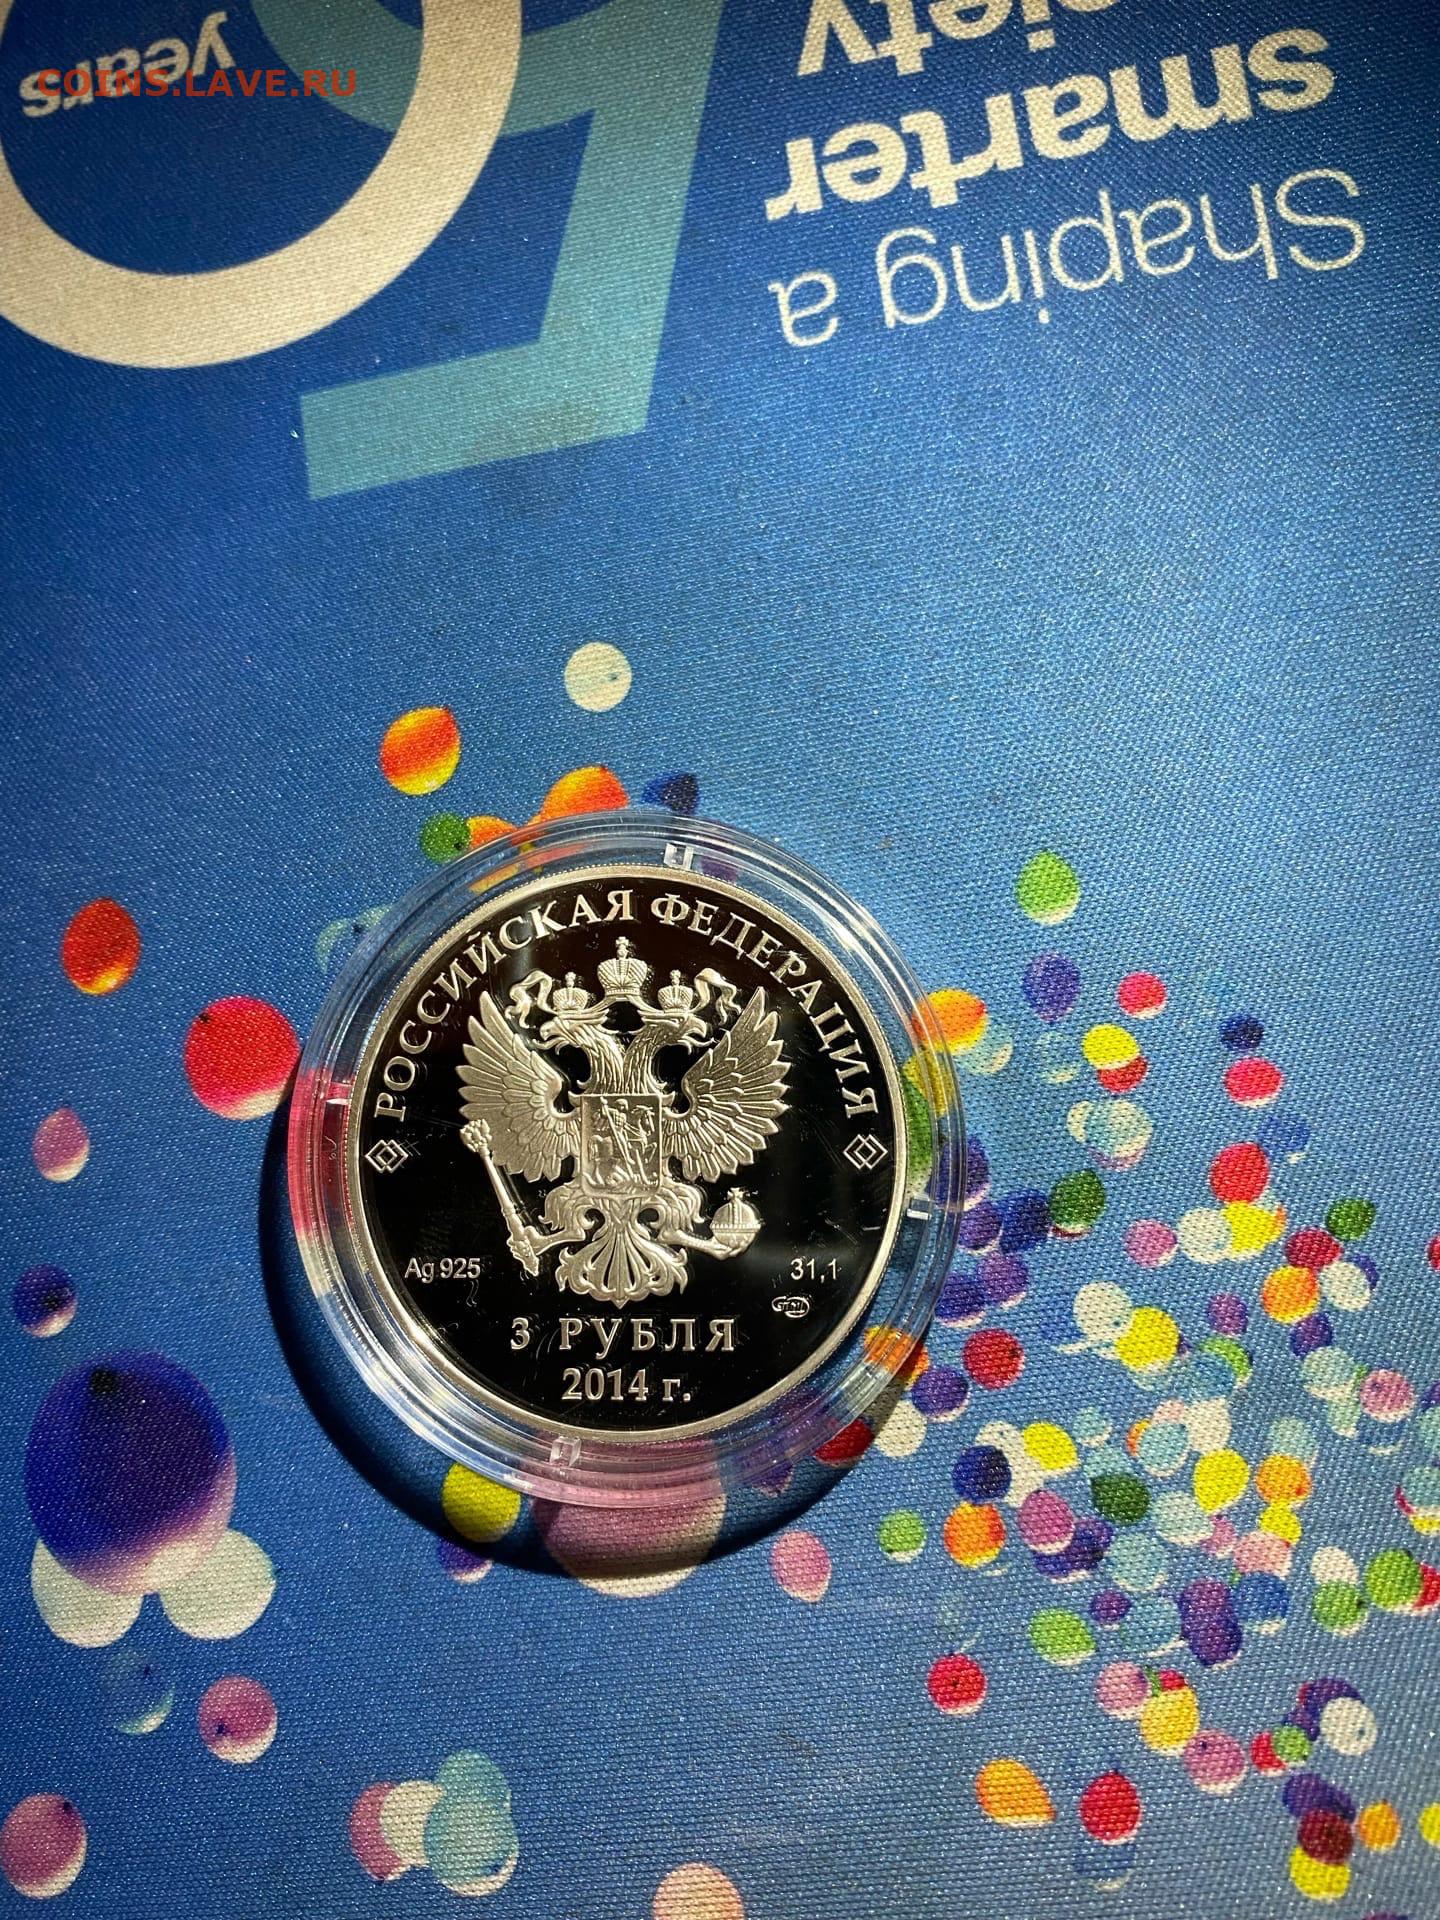 COINS.LAVE.RU
years
Shaping a
smarter
РОССИЙСКАЯ ФЕДЕРАЦИЯ
Ag 925
31,1
3 РУБЛЯ
2014 г.